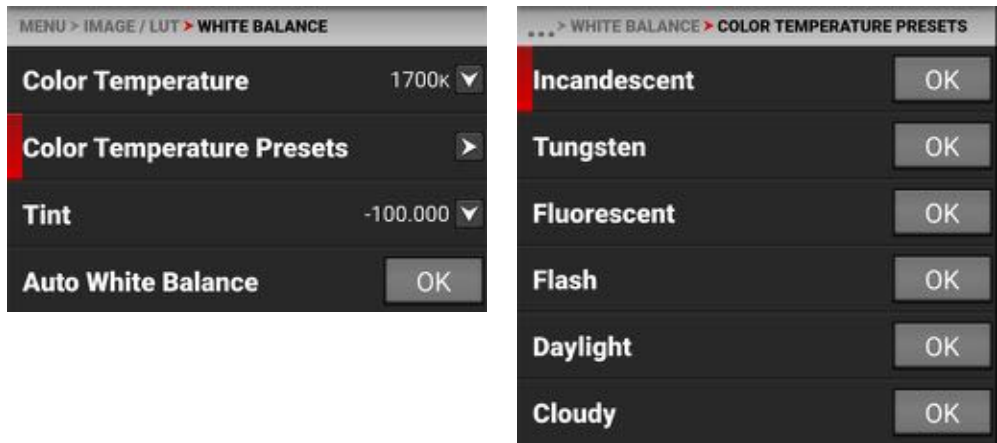 MENU > IMAGE / LUT > WHITE BALANCE
Color Temperature 1700K
Color Temperature Presets
Tint -100.000
Auto White Balance OK
...> WHITE BALANCE > COLOR TEMPERATURE PRESETS
Incandescent OK
Tungsten OK
Fluorescent OK
Flash OK
Daylight OK
Cloudy OK